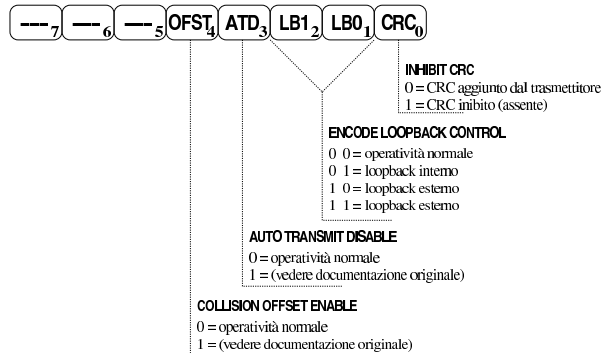 ---7 ---6 ---5 OFST4 ATD3 LB12 LB01 CRC0
INHIBIT CRC
0 = CRC aggiunto dal trasmettitore
1 = CRC inibito (assente)
ENCODE LOOPBACK CONTROL
0 0 = operatività normale
0 1 = loopback interno
1 0 = loopback esterno
1 1 = loopback esterno
AUTO TRANSMIT DISABLE
0 = operatività normale
1 = (vedere documentazione originale)
COLLISION OFFSET ENABLE
0 = operatività normale
1 = (vedere documentazione originale)